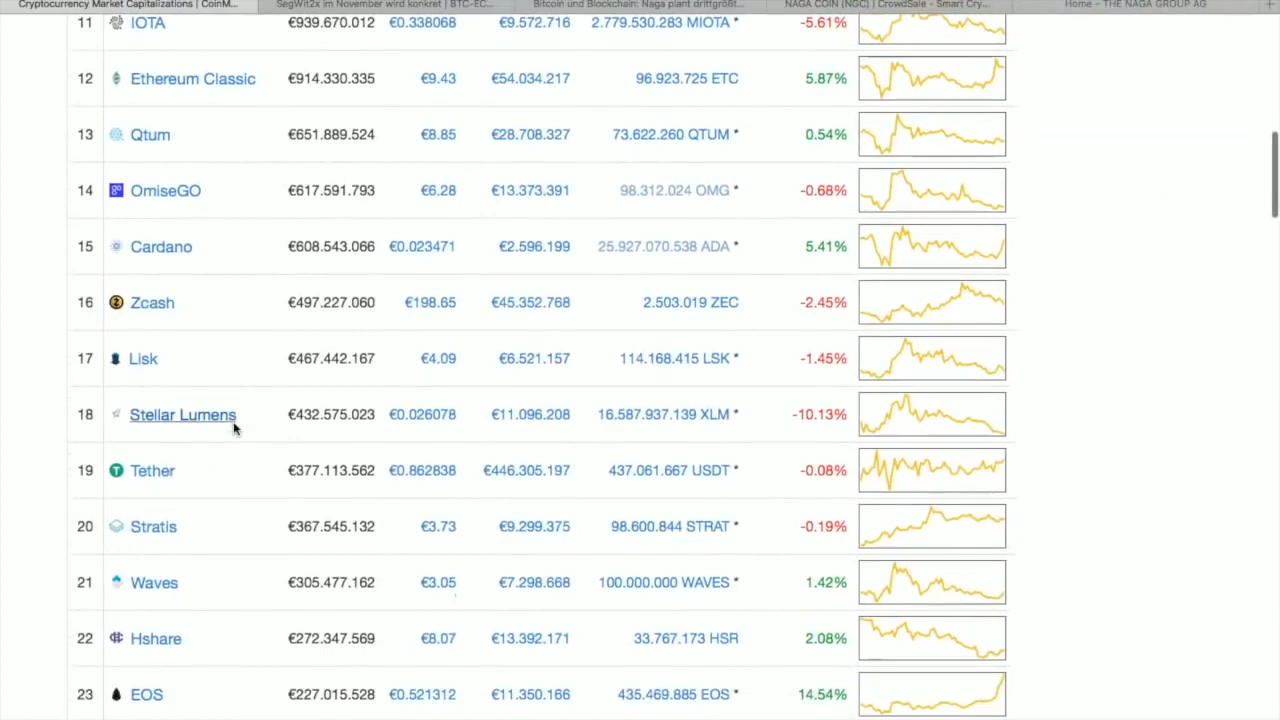 Cryptocurrency Market Capitalizations | CoinM... SegWit2x im November wird konkret | BTC-EC... Bitcoin und Blockchain: Naga plant drittgrößt... NAGA COIN (NGC) | CrowdSale - Smart Cry... Home – THE NAGA GROUP AG +
11 IOTA €939.670.012 €0.338068 €9.572.716 2.779.530.283 MIOTA -5.61%
12 Ethereum Classic €914.330.335 €9.43 €54.034.217 96.923.725 ETC 5.87%
13 Qtum €651.889.524 €8.85 €28.708.327 73.622.260 QTUM * 0.54%
14 OmiseGO €617.591.793 €6.28 €13.373.391 98.312.024 OMG * -0.68%
15 Cardano €608.543.066 €0.023471 €2.596.199 25.927.070.538 ADA * 5.41%
16 Zcash €497.227.060 €198.65 €45.352.768 2.503.019 ZEC -2.45%
17 Lisk €467.442.167 €4.09 €6.521.157 114.168.415 LSK * -1.45%
18 Stellar Lumens €432.575.023 €0.026078 €11.096.208 16.587.937.139 XLM * -10.13%
19 Tether €377.113.562 €0.862838 €446.305.197 437.061.667 USDT * -0.08%
20 Stratis €367.545.132 €3.73 €9.299.375 98.600.844 STRAT * -0.19%
21 Waves €305.477.162 €3.05 €7.298.668 100.000.000 WAVES * 1.42%
22 Hshare €272.347.569 €8.07 €13.392.171 33.767.173 HSR 2.08%
23 EOS €227.015.528 €0.521312 €11.350.166 435.469.885 EOS * 14.54%